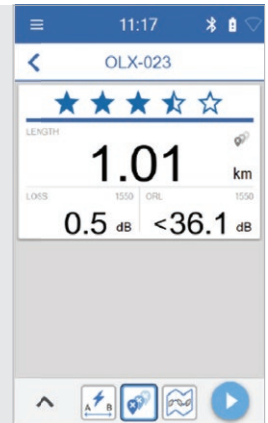 11:17
OLX-023
LENGTH
1.01 km
LOSS 1550 ORL 1550
0.5 dB <36.1 dB
A B